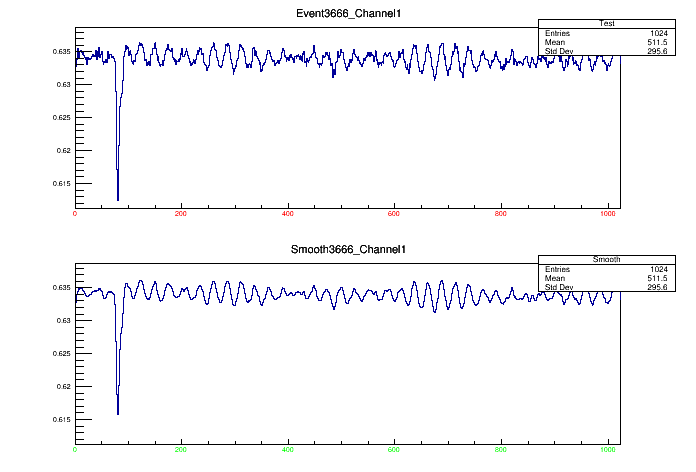 Event3666_Channel1
Test
Entries 1024
Mean 511.5
Std Dev 295.6
0.635
0.63
0.625
0.62
0.615
0 200 400 600 800 1000
Smooth3666_Channel1
Smooth
Entries 1024
Mean 511.5
Std Dev 295.6
0.635
0.63
0.625
0.62
0.615
0 200 400 600 800 1000